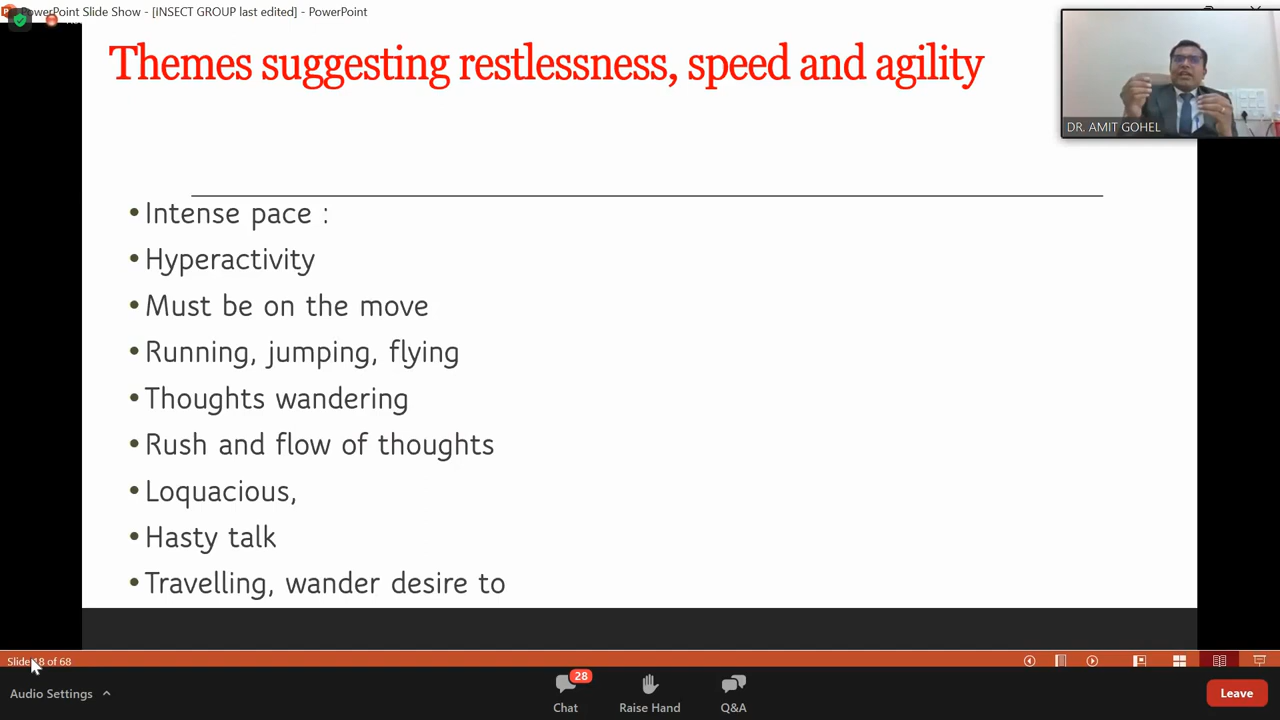 PowerPoint Slide Show - [INSECT GROUP last edited] - PowerPoint
Themes suggesting restlessness, speed and agility
DR. AMIT GOHEL
• Intense pace :
• Hyperactivity
• Must be on the move
• Running, jumping, flying
• Thoughts wandering
• Rush and flow of thoughts
• Loquacious,
• Hasty talk
• Travelling, wander desire to
Slide 18 of 68
Audio Settings
28
Chat
Raise Hand
Q&A
Leave